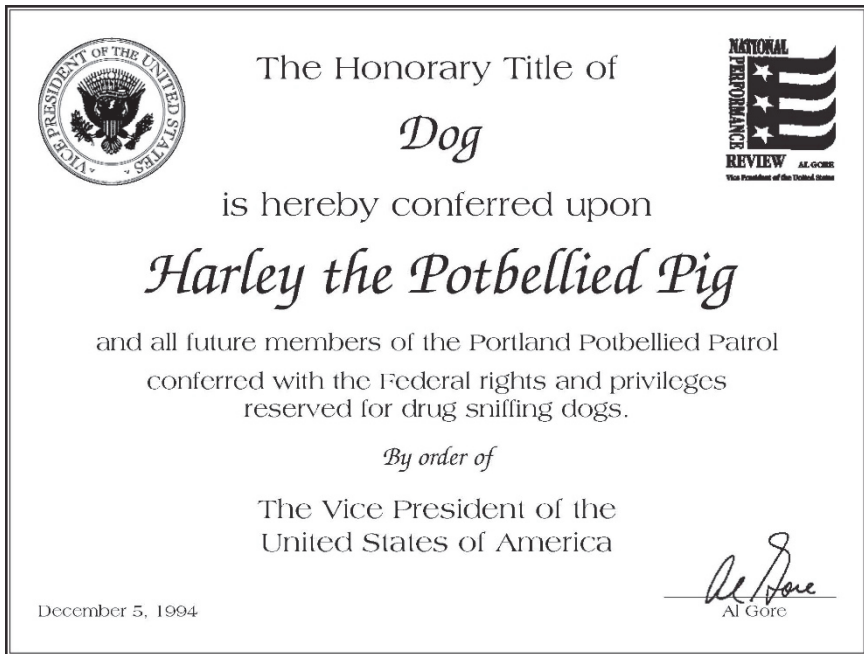 VICE PRESIDENT OF THE UNITED STATES
The Honorary Title of
Dog
is hereby conferred upon
Harley the Potbellied Pig
and all future members of the Portland Potbellied Patrol
conferred with the Federal rights and privileges
reserved for drug sniffing dogs.
By order of
The Vice President of the
United States of America
NATIONAL
PERFORMANCE
REVIEW AL GORE
Vice President of the United States
December 5, 1994
Al Gore
Al Gore